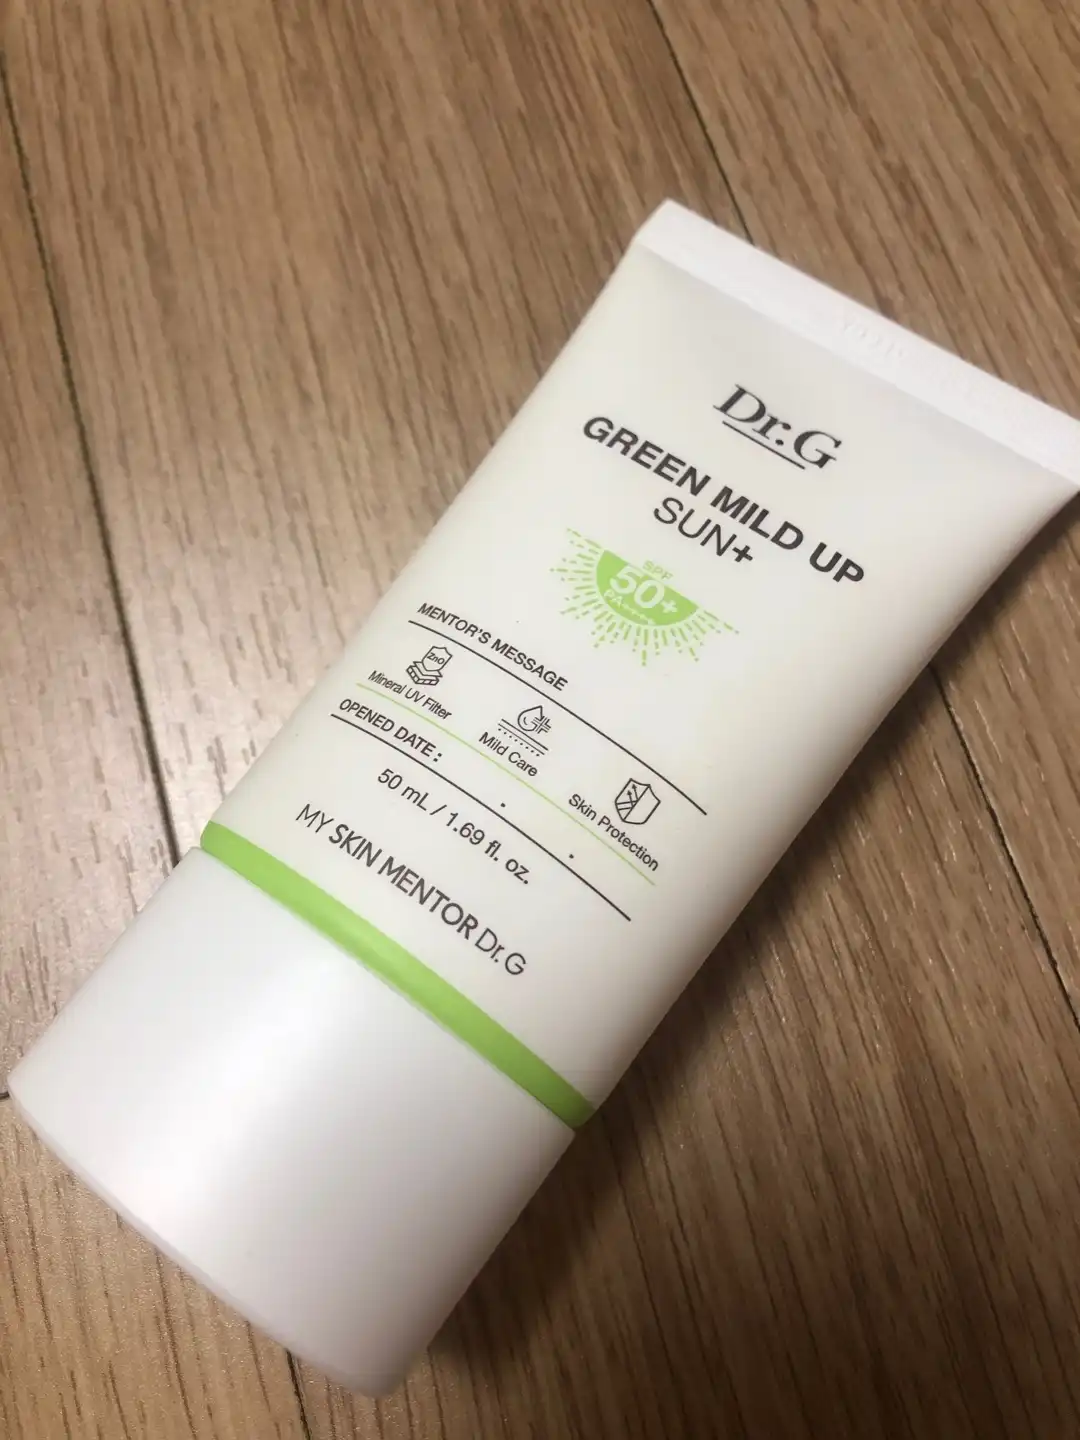 Dr.G
GREEN MILD UP
SUN+
SPF
50+
PA++++
MENTOR'S MESSAGE
ZnO
Mineral UV Filter
Mild Care
Skin Protection
OPENED DATE : . .
50 mL / 1.69 fl. oz.
MY SKIN MENTOR Dr.G